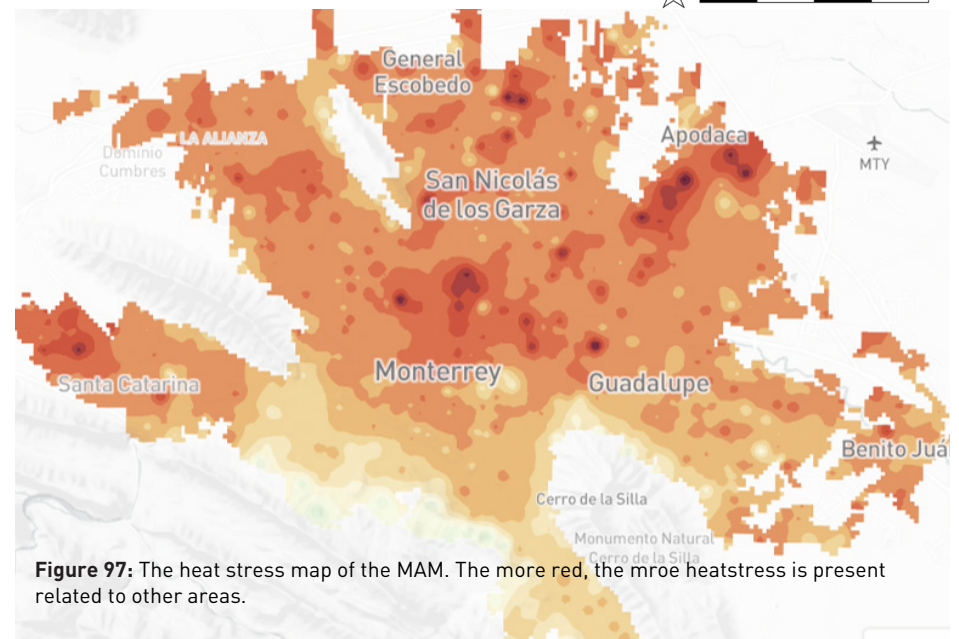 General
Escobedo
LA ALIANZA
Dominio
Cumbres
Apodaca
MTY
San Nicolás
de los Garza
Monterrey
Santa Catarina
Guadalupe
Benito Juá
Cerro de la Silla
Monumento Natural
Cerro de la Silla
Figure 97: The heat stress map of the MAM. The more red, the mroe heatstress is present
related to other areas.